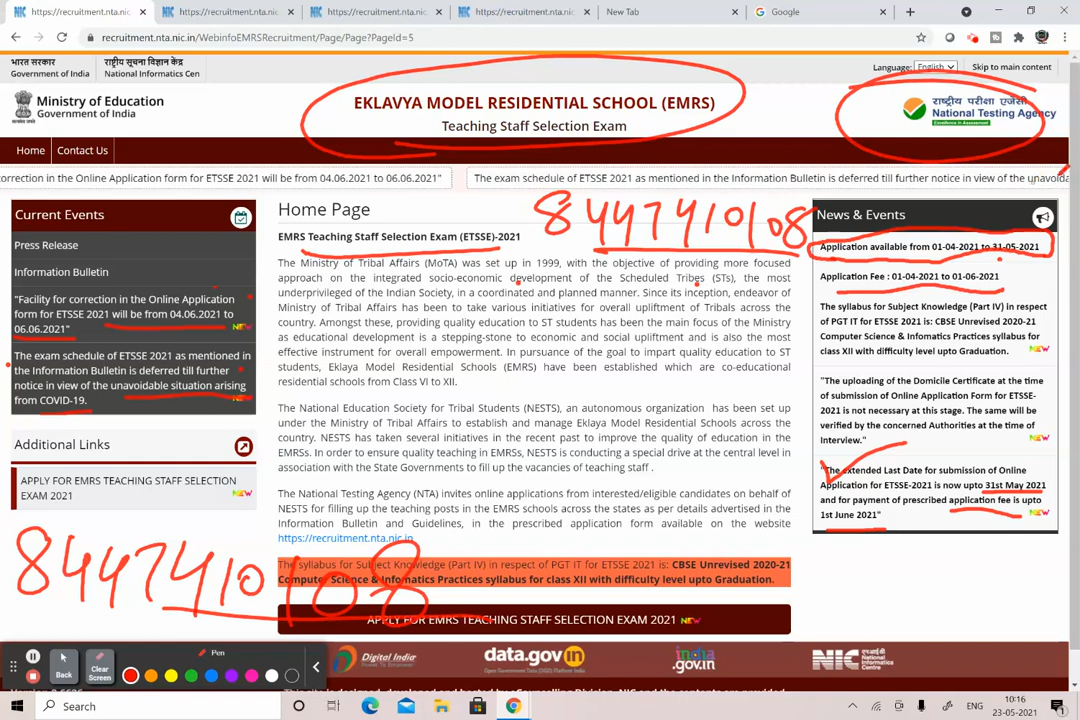 https://recruitment.nta.nic.in/
https://recruitment.nta.nic.in/
https://recruitment.nta.nic.in/
https://recruitment.nta.nic.in/
New Tab
Google
recruitment.nta.nic.in/WebinfoEMRSRecruitment/Page/Page?PageId=5
भारत सरकार
Government of India
राष्ट्रीय सूचना विज्ञान केंद्र
National Informatics Cen
Language: English
Skip to main content
Ministry of Education
Government of India
EKLAVYA MODEL RESIDENTIAL SCHOOL (EMRS)
Teaching Staff Selection Exam
राष्ट्रीय परीक्षा एजेंसी
National Testing Agency
Excellence in Assessment
Home
Contact Us
correction in the Online Application form for ETSSE 2021 will be from 04.06.2021 to 06.06.2021"
The exam schedule of ETSSE 2021 as mentioned in the Information Bulletin is deferred till further notice in view of the unavoida
Current Events
Press Release
Information Bulletin
"Facility for correction in the Online Application
form for ETSSE 2021 will be from 04.06.2021 to
06.06.2021"
NEW
The exam schedule of ETSSE 2021 as mentioned in
the Information Bulletin is deferred till further
notice in view of the unavoidable situation arising
from COVID-19.
NEW
Additional Links
APPLY FOR EMRS TEACHING STAFF SELECTION
EXAM 2021
NEW
8447410108
Home Page
8447410108
EMRS Teaching Staff Selection Exam (ETSSE)-2021
The Ministry of Tribal Affairs (MoTA) was set up in 1999, with the objective of providing more focused
approach on the integrated socio-economic development of the Scheduled Tribes (STs), the most
underprivileged of the Indian Society, in a coordinated and planned manner. Since its inception, endeavor of
Ministry of Tribal Affairs has been to take various initiatives for overall upliftment of Tribals across the
country. Amongst these, providing quality education to ST students has been the main focus of the Ministry
as educational development is a stepping-stone to economic and social upliftment and is also the most
effective instrument for overall empowerment. In pursuance of the goal to impart quality education to ST
students, Eklavya Model Residential Schools (EMRS) have been established which are co-educational
residential schools from Class VI to XII.
The National Education Society for Tribal Students (NESTS), an autonomous organization has been set up
under the Ministry of Tribal Affairs to establish and manage Eklavya Model Residential Schools across the
country. NESTS has taken several initiatives in the recent past to improve the quality of education in the
EMRSs. In order to ensure quality teaching in EMRSs, NESTS is conducting a special drive at the central level in
association with the State Governments to fill up the vacancies of teaching staff .
The National Testing Agency (NTA) invites online applications from interested/eligible candidates on behalf of
NESTS for filling up the teaching posts in the EMRS schools across the states as per details advertised in the
Information Bulletin and Guidelines, in the prescribed application form available on the website
https://recruitment.nta.nic.in
The syllabus for Subject Knowledge (Part IV) in respect of PGT IT for ETSSE 2021 is: CBSE Unrevised 2020-21
Computer Science & Infomatics Practices syllabus for class XII with difficulty level upto Graduation.
APPLY FOR EMRS TEACHING STAFF SELECTION EXAM 2021 NEW
News & Events
Application available from 01-04-2021 to 31-05-2021
Application Fee : 01-04-2021 to 01-06-2021
The syllabus for Subject Knowledge (Part IV) in respect
of PGT IT for ETSSE 2021 is: CBSE Unrevised 2020-21
Computer Science & Infomatics Practices syllabus for
class XII with difficulty level upto Graduation.
NEW
"The uploading of the Domicile Certificate at the time
of submission of Online Application Form for ETSSE-
2021 is not necessary at this stage. The same will be
verified by the concerned Authorities at the time of
Interview."
NEW
"The extended Last Date for submission of Online
Application for ETSSE-2021 is now upto 31st May 2021
and for payment of prescribed application fee is upto
1st June 2021"
NEW
Pen
Back
Clear
Screen
Digital India
Power To Empower
data.gov.in
Open Government Data (OGD) Platform India
india.gov.in
NIC
National
Informatics
Centre
Search
ENG
10:16
23-05-2021